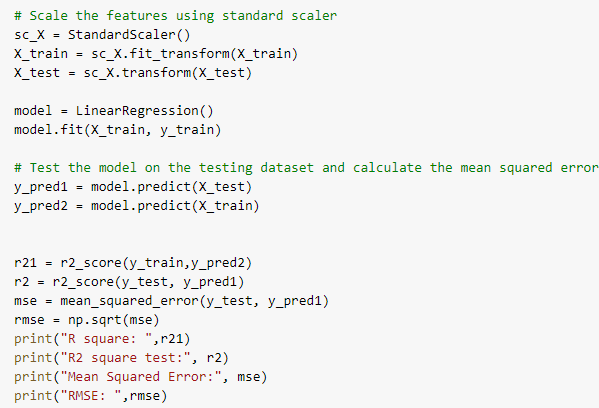 # Scale the features using standard scaler
sc_X = StandardScaler()
X_train = sc_X.fit_transform(X_train)
X_test = sc_X.transform(X_test)
model = LinearRegression()
model.fit(X_train, y_train)
# Test the model on the testing dataset and calculate the mean squared error
y_pred1 = model.predict(X_test)
y_pred2 = model.predict(X_train)
r21 = r2_score(y_train,y_pred2)
r2 = r2_score(y_test, y_pred1)
mse = mean_squared_error(y_test, y_pred1)
rmse = np.sqrt(mse)
print("R square: ",r21)
print("R2 square test:", r2)
print("Mean Squared Error:", mse)
print("RMSE: ",rmse)